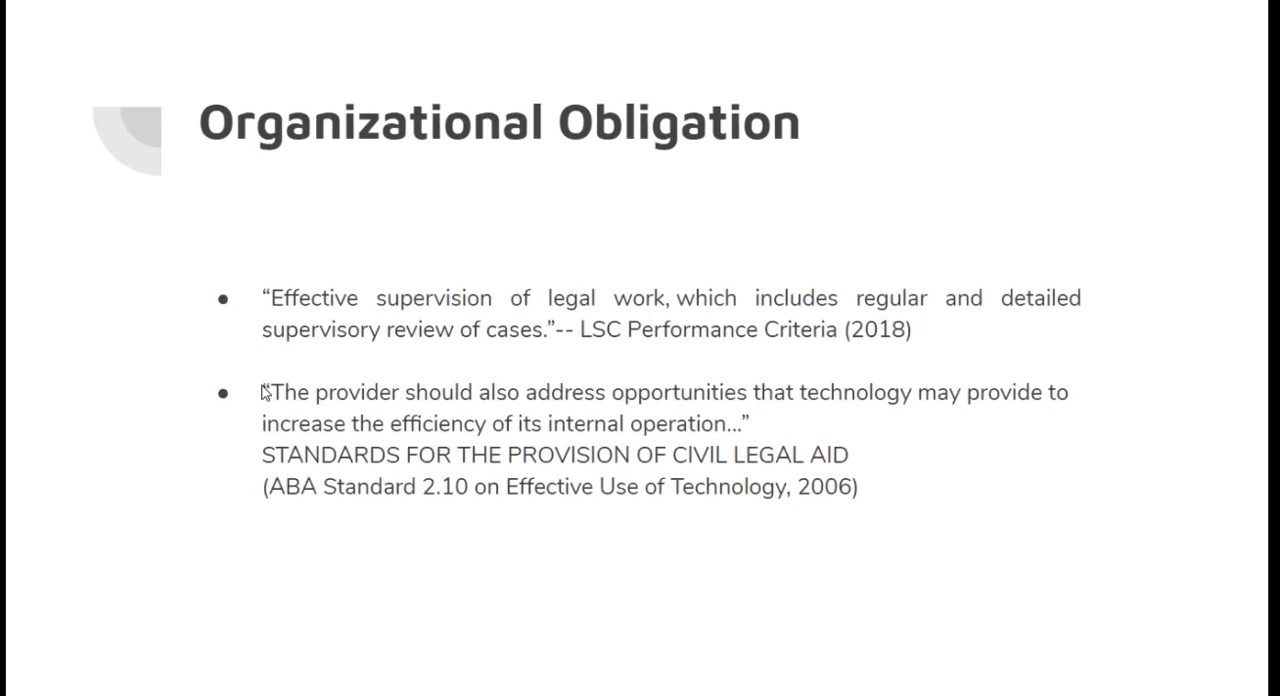 Organizational Obligation
● “Effective supervision of legal work, which includes regular and detailed
supervisory review of cases.”-- LSC Performance Criteria (2018)
● “The provider should also address opportunities that technology may provide to
increase the efficiency of its internal operation...”
STANDARDS FOR THE PROVISION OF CIVIL LEGAL AID
(ABA Standard 2.10 on Effective Use of Technology, 2006)